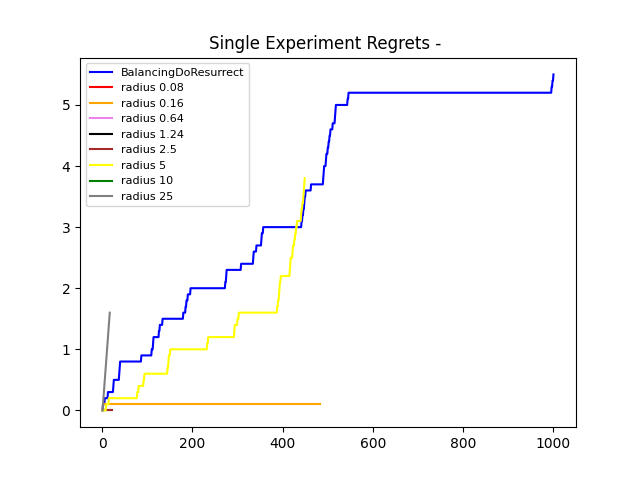 Single Experiment Regrets -
BalancingDoResurrect
radius 0.08
radius 0.16
radius 0.64
radius 1.24
radius 2.5
radius 5
radius 10
radius 25
5
4
3
2
1
0
0 200 400 600 800 1000